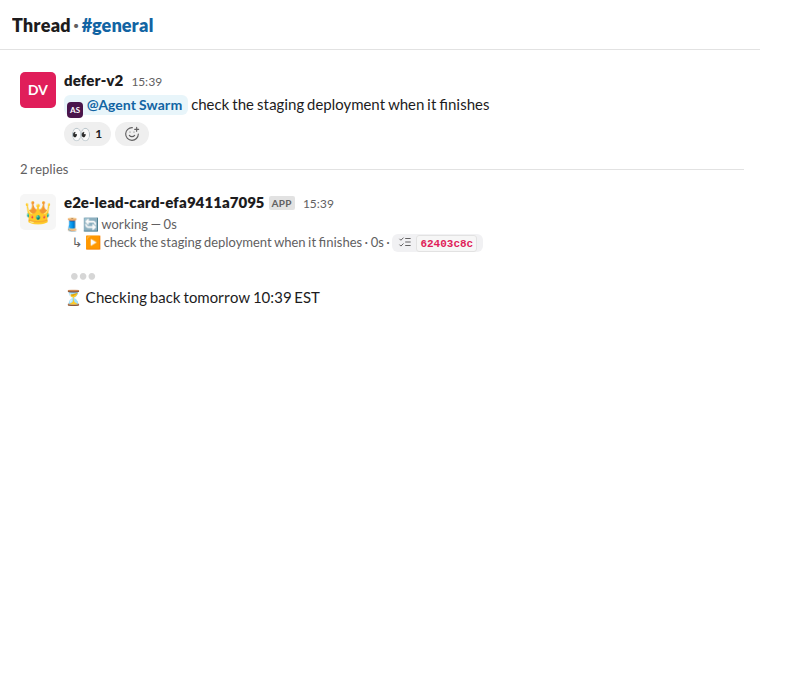 Thread • #general
DV
defer-v2 15:39
AS @Agent Swarm check the staging deployment when it finishes
👀 1
2 replies
e2e-lead-card-efa9411a7095 APP 15:39
🧵 🔄 working — 0s
↳ ▶️ check the staging deployment when it finishes · 0s · 62403c8c
⏳ Checking back tomorrow 10:39 EST